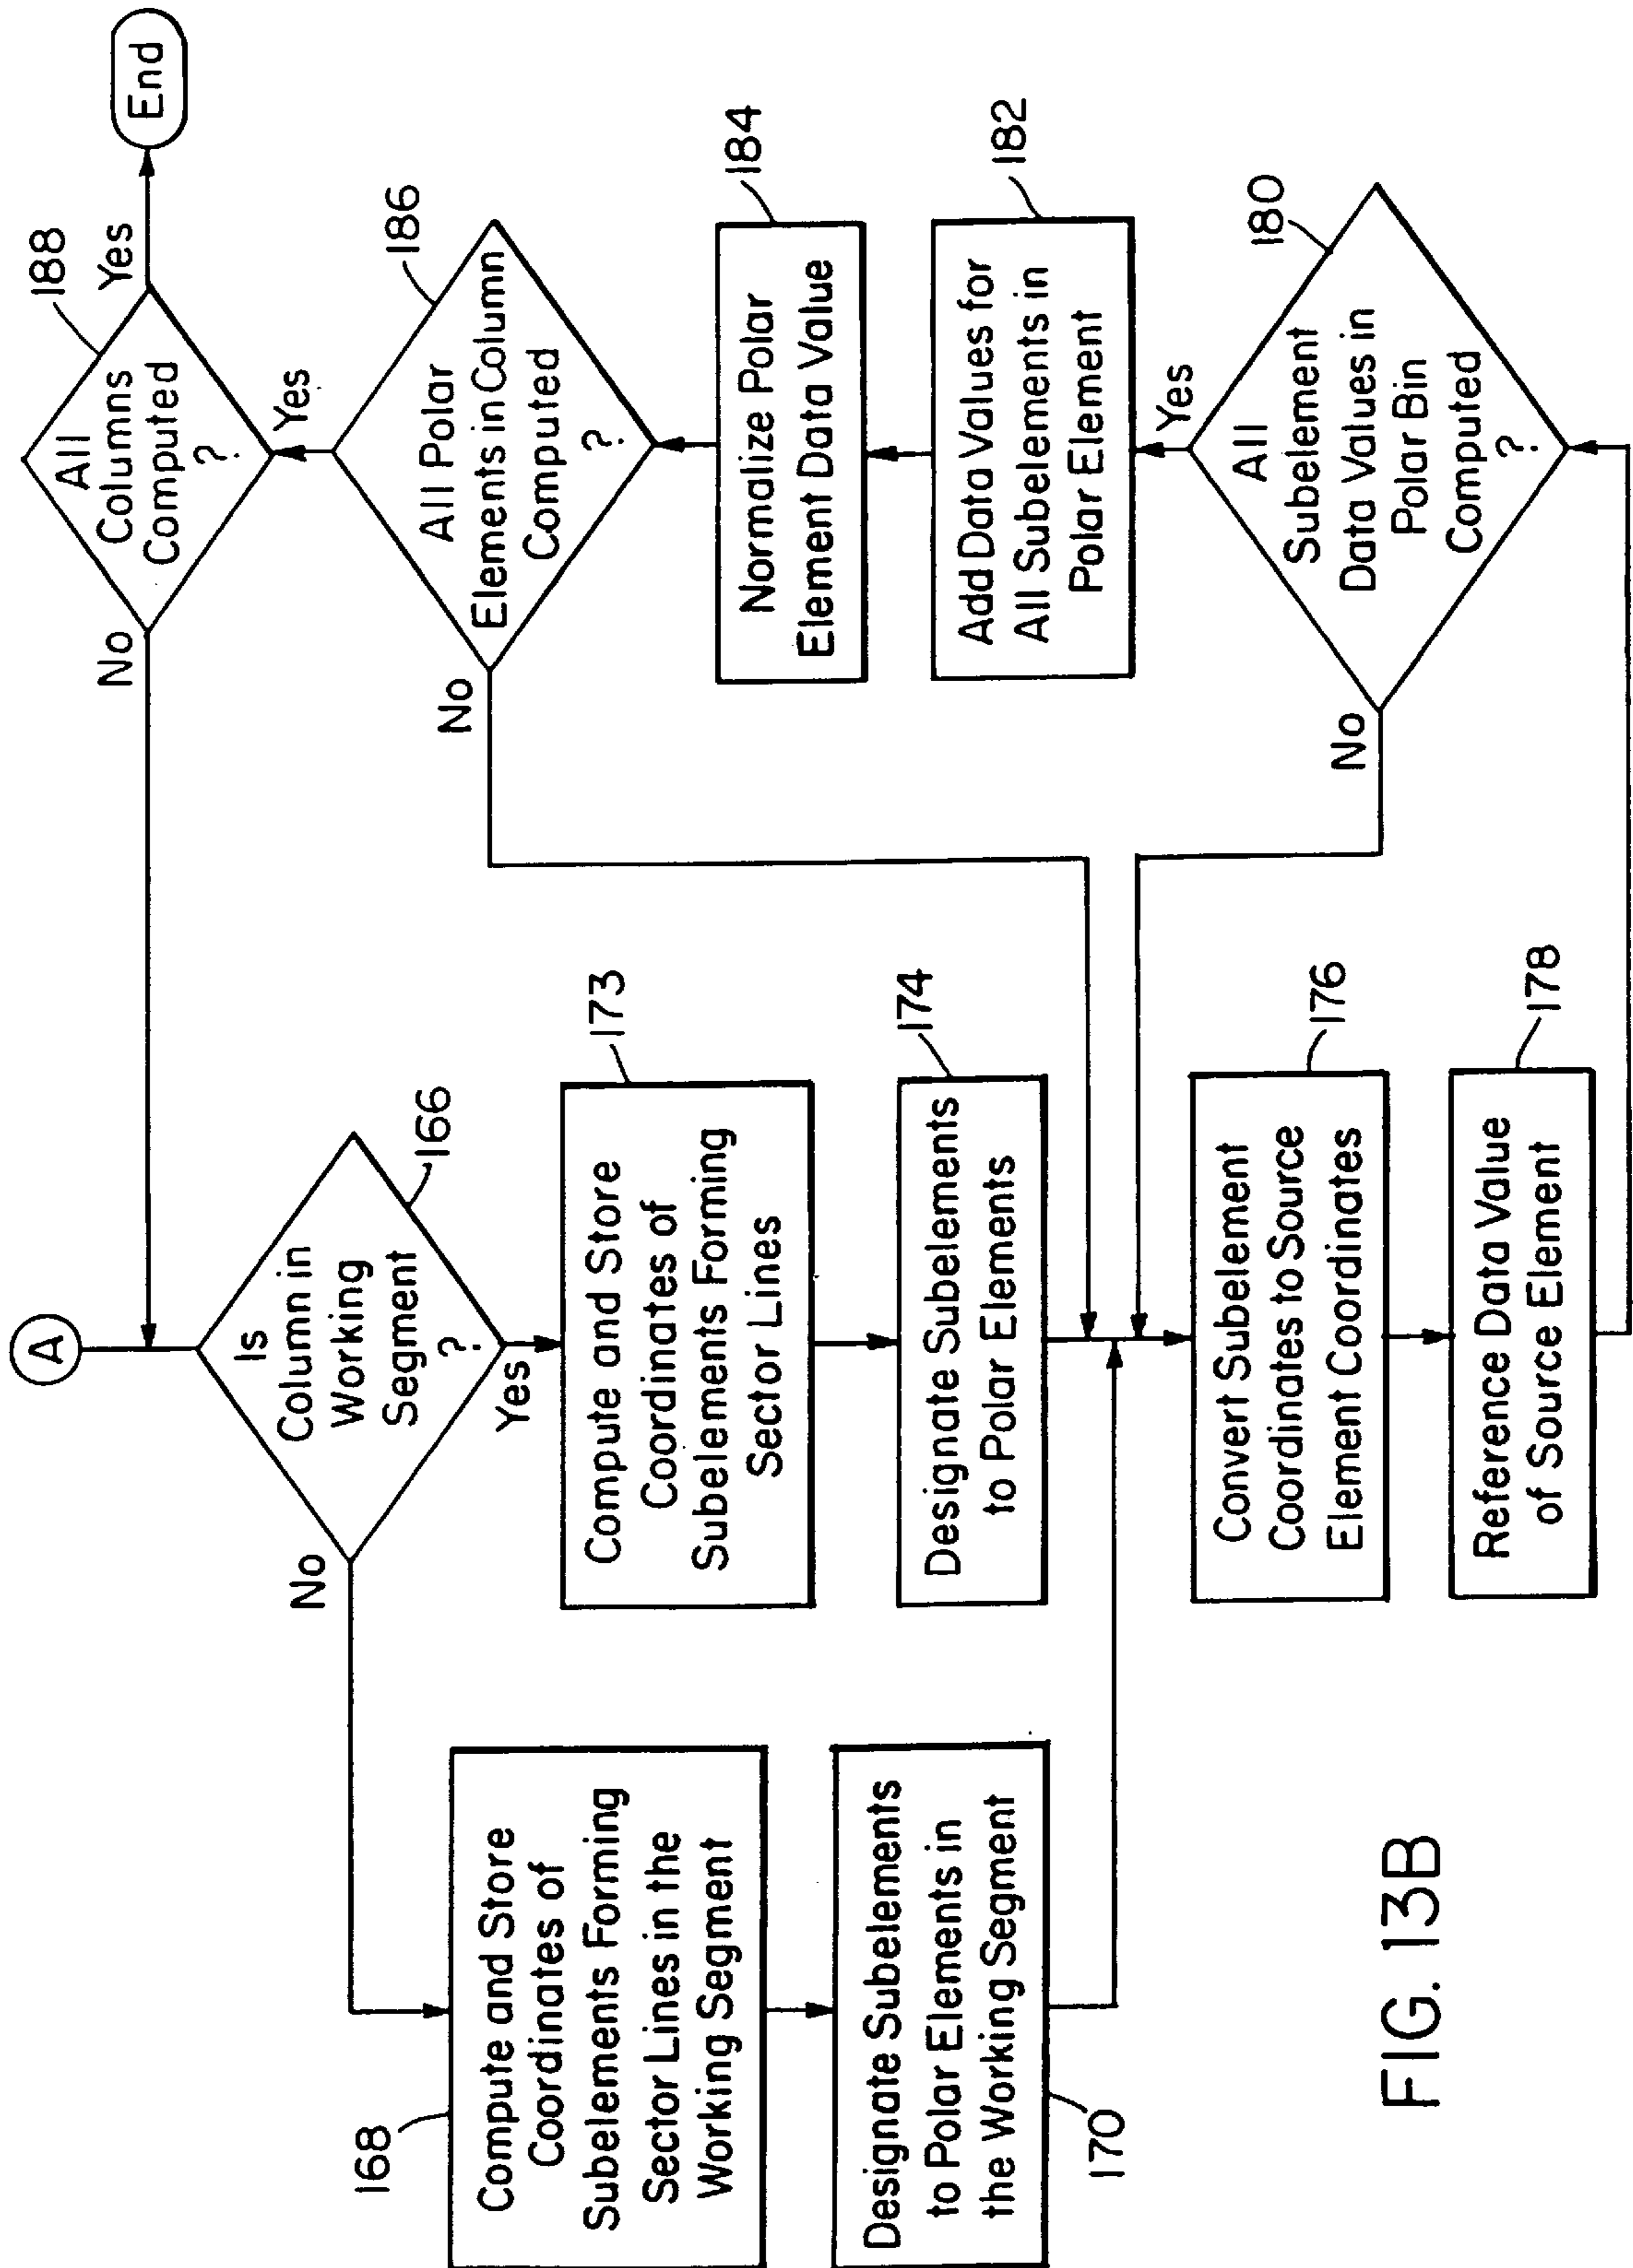 A
Is
Column in
Working
Segment
?
166
No
Yes
Compute and Store
Coordinates of
Subelements Forming
Sector Lines in the
Working Segment
168
Designate Subelements
to Polar Elements in
the Working Segment
170
Compute and Store
Coordinates of
Subelements Forming
Sector Lines
173
Designate Subelements
to Polar Elements
174
Convert Subelement
Coordinates to Source
Element Coordinates
176
Reference Data Value
of Source Element
178
All
Subelement
Data Values in
Polar Bin
Computed
?
180
No
Yes
Add Data Values for
All Subelements in
Polar Element
182
Normalize Polar
Element Data Value
184
All Polar
Elements in Column
Computed
?
186
No
Yes
All
Columns
Computed
?
188
No
Yes
End
FIG. 13B